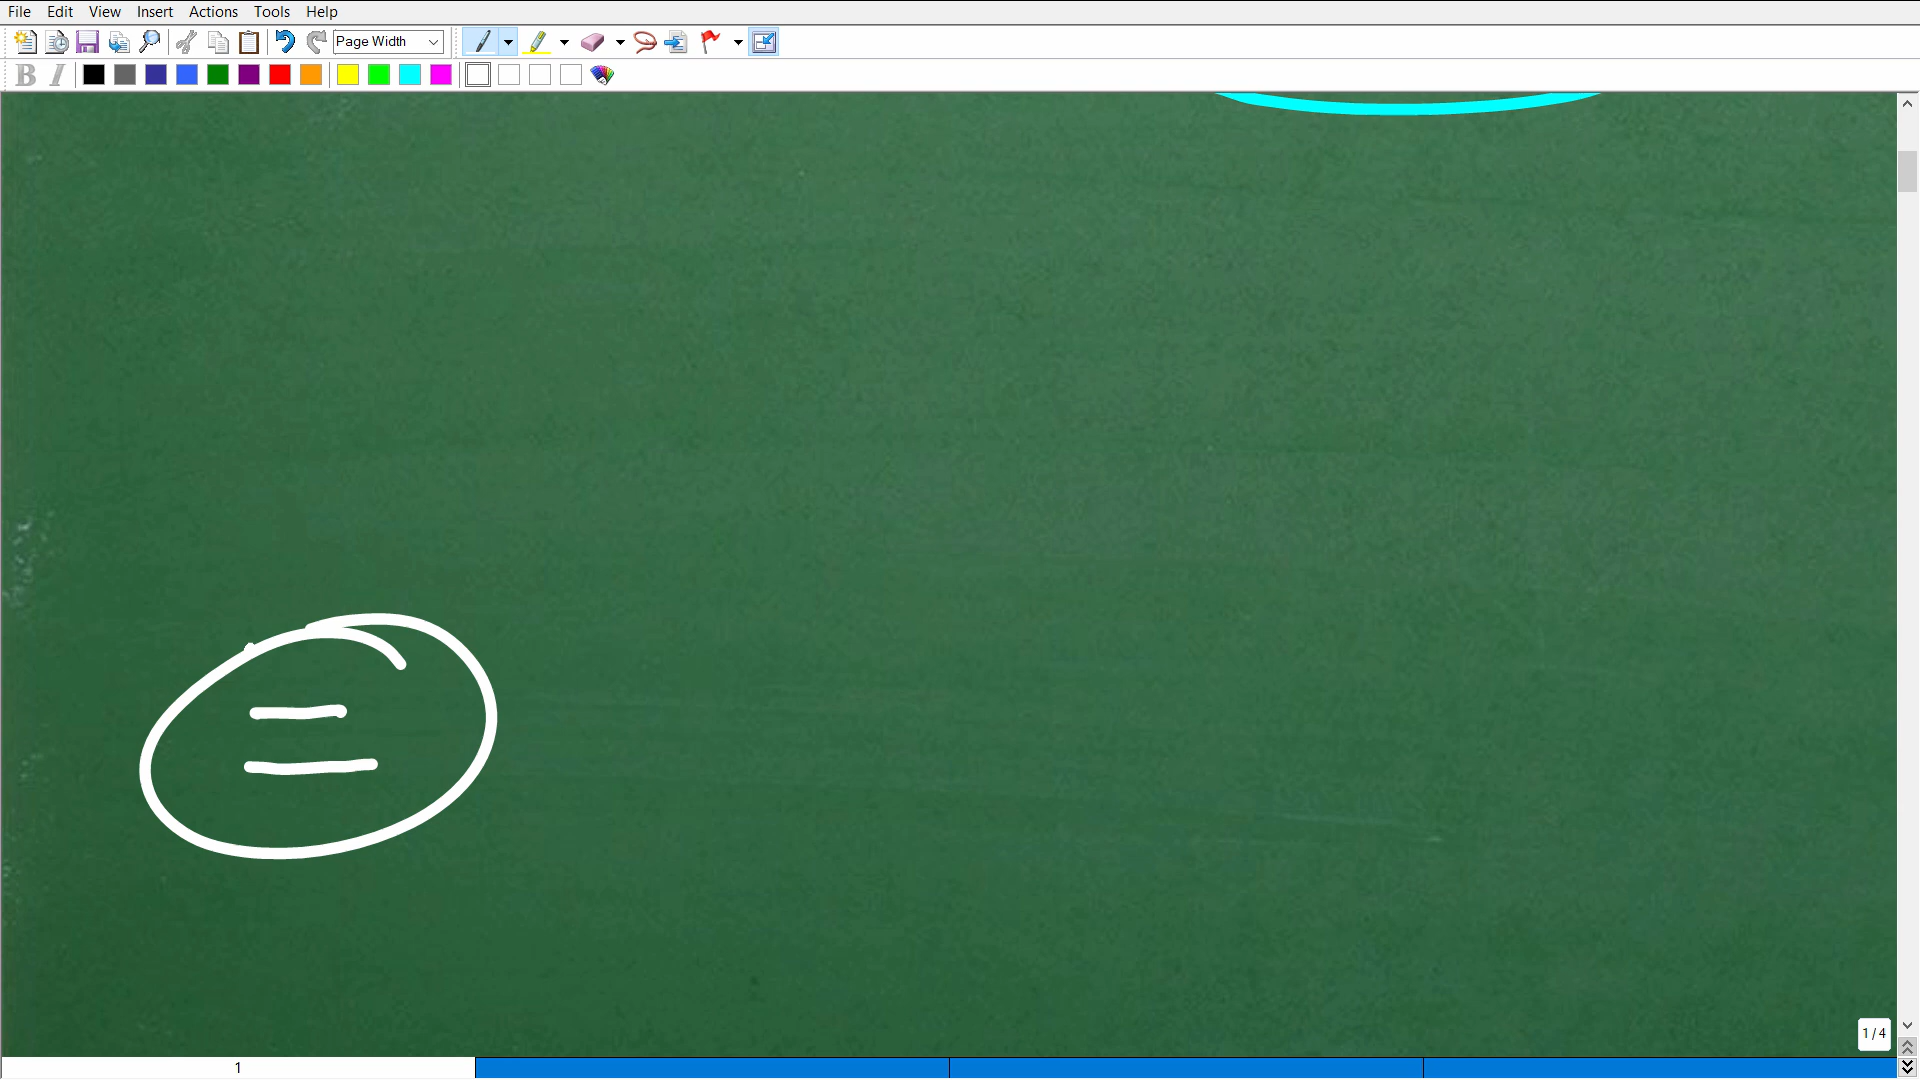 File Edit View Insert Actions Tools Help
Page Width
B I
=
1 / 4
1